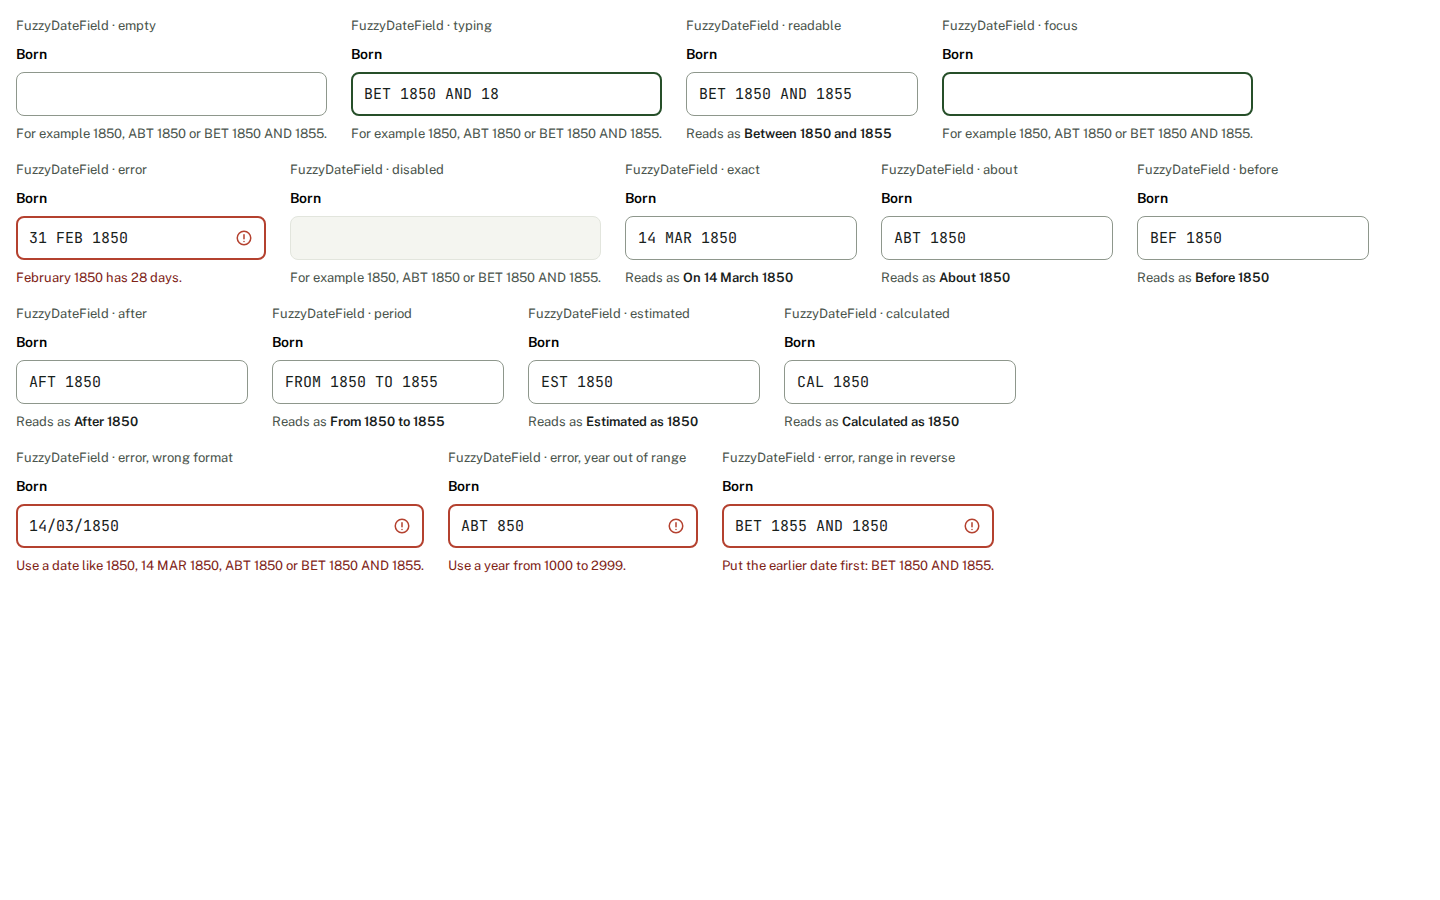 FuzzyDateField · empty
Born
For example 1850, ABT 1850 or BET 1850 AND 1855.
FuzzyDateField · typing
Born
BET 1850 AND 18
For example 1850, ABT 1850 or BET 1850 AND 1855.
FuzzyDateField · readable
Born
BET 1850 AND 1855
Reads as Between 1850 and 1855
FuzzyDateField · focus
Born
For example 1850, ABT 1850 or BET 1850 AND 1855.
FuzzyDateField · error
Born
31 FEB 1850
February 1850 has 28 days.
FuzzyDateField · disabled
Born
For example 1850, ABT 1850 or BET 1850 AND 1855.
FuzzyDateField · exact
Born
14 MAR 1850
Reads as On 14 March 1850
FuzzyDateField · about
Born
ABT 1850
Reads as About 1850
FuzzyDateField · before
Born
BEF 1850
Reads as Before 1850
FuzzyDateField · after
Born
AFT 1850
Reads as After 1850
FuzzyDateField · period
Born
FROM 1850 TO 1855
Reads as From 1850 to 1855
FuzzyDateField · estimated
Born
EST 1850
Reads as Estimated as 1850
FuzzyDateField · calculated
Born
CAL 1850
Reads as Calculated as 1850
FuzzyDateField · error, wrong format
Born
14/03/1850
Use a date like 1850, 14 MAR 1850, ABT 1850 or BET 1850 AND 1855.
FuzzyDateField · error, year out of range
Born
ABT 850
Use a year from 1000 to 2999.
FuzzyDateField · error, range in reverse
Born
BET 1855 AND 1850
Put the earlier date first: BET 1850 AND 1855.